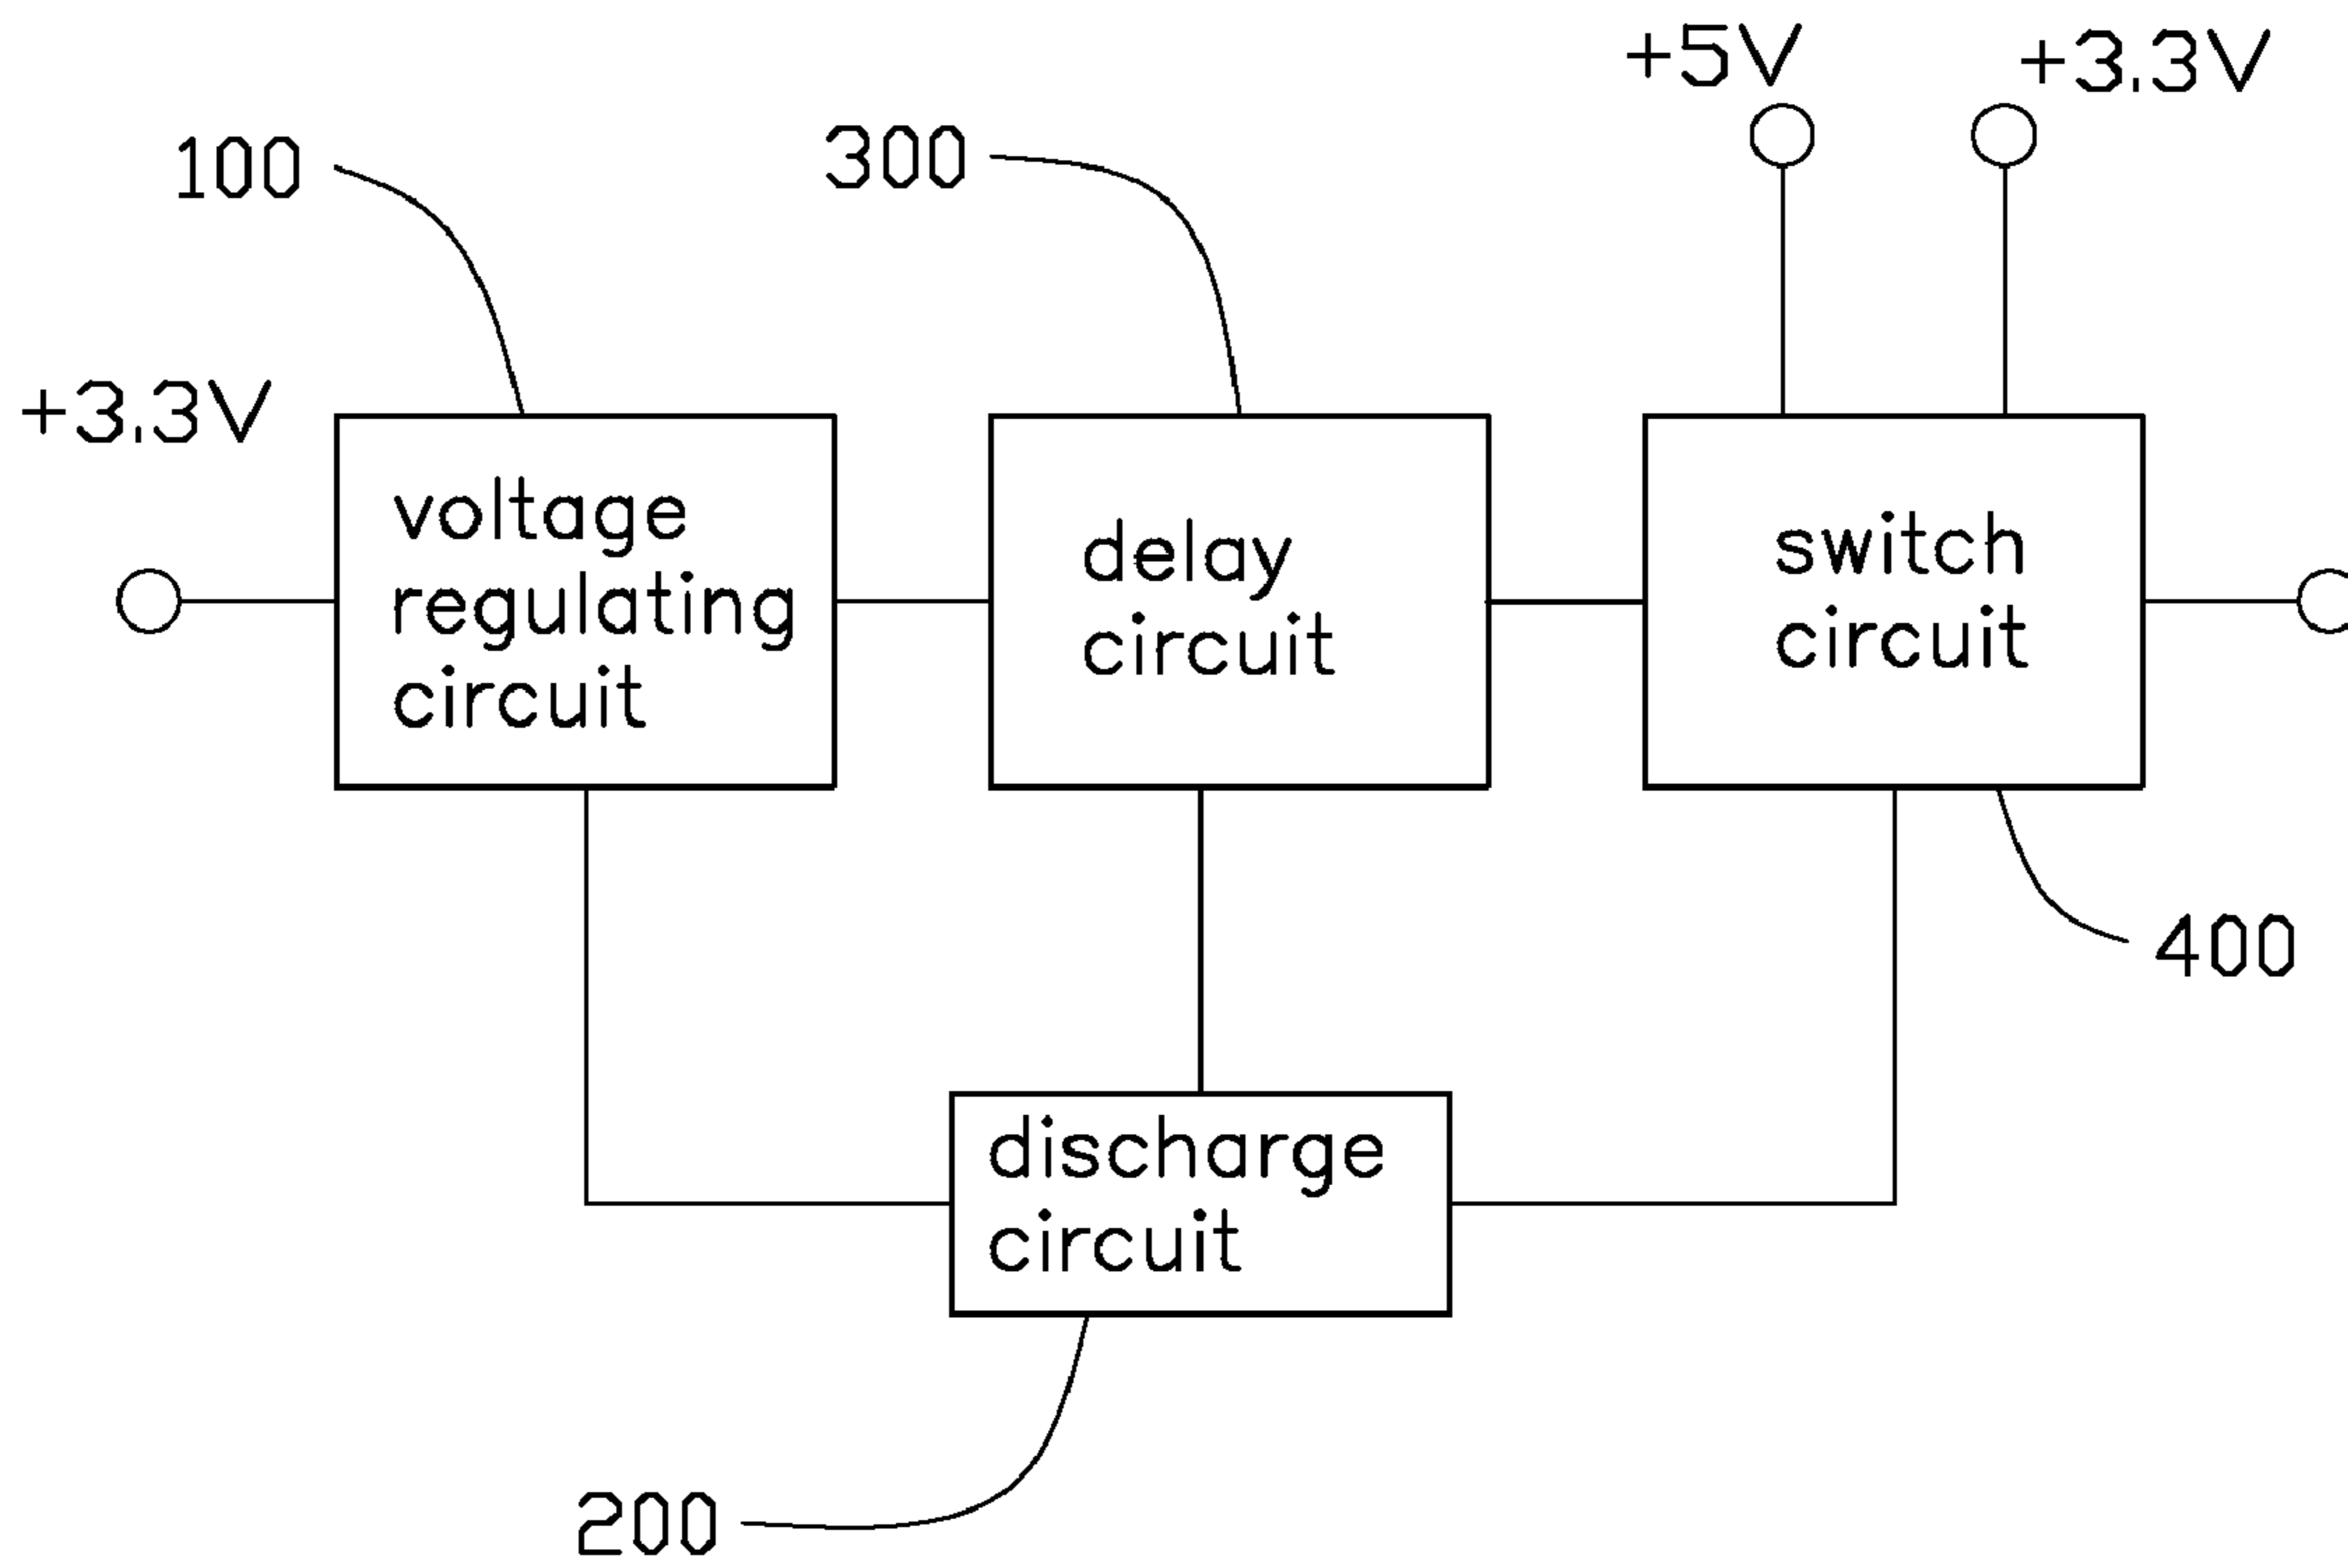 +5V
+3.3V
100
300
+3.3V
voltage
regulating
circuit
delay
circuit
switch
circuit
400
discharge
circuit
200